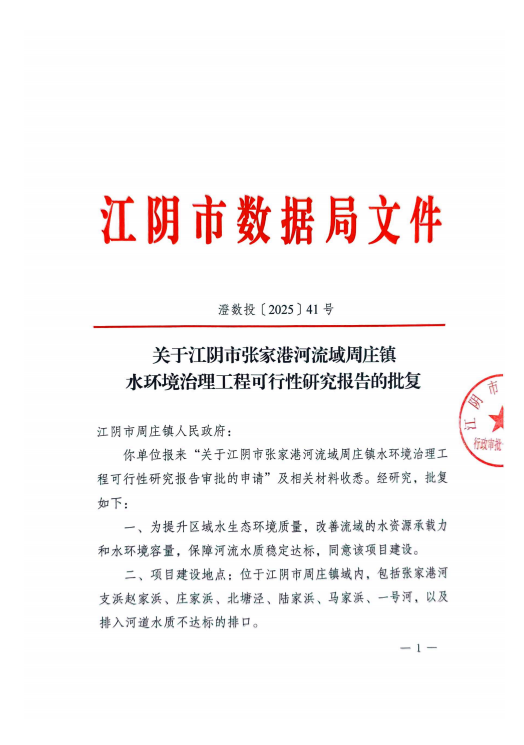 江阴市数据局文件
澄数投〔2025〕41号
关于江阴市张家港河流域周庄镇
水环境治理工程可行性研究报告的批复
江阴市周庄镇人民政府：
你单位报来“关于江阴市张家港河流域周庄镇水环境治理工
程可行性研究报告审批的申请”及相关材料收悉。经研究，批复
如下：
一、为提升区域水生态环境质量，改善流域的水资源承载力
和水环境容量，保障河流水质稳定达标，同意该项目建设。
二、项目建设地点：位于江阴市周庄镇域内，包括张家港河
支浜赵家浜、庄家浜、北塘泾、陆家浜、马家浜、一号河，以及
排入河道水质不达标的排口。
江阴市
行政审批
— 1 —